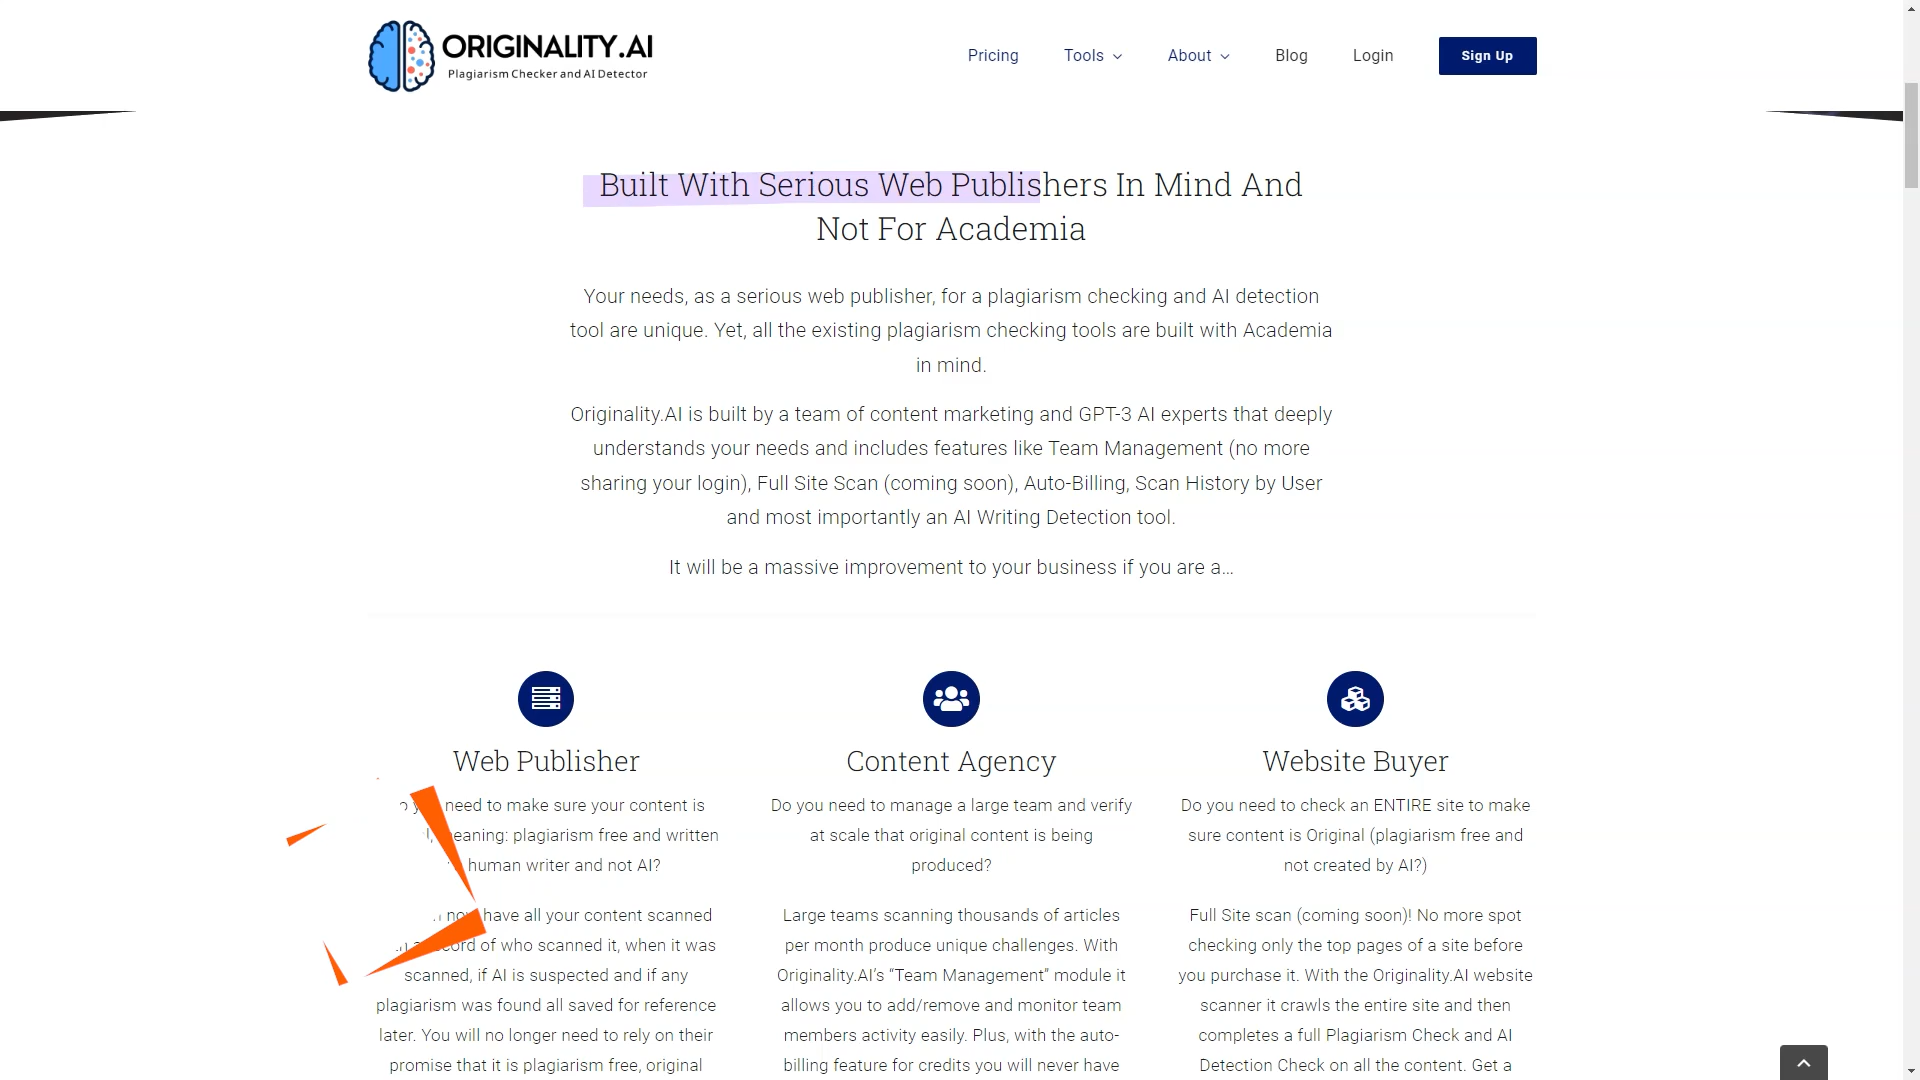 ORIGINALITY.AI
Plagiarism Checker and AI Detector
Pricing
Tools
About
Blog
Login
Sign Up
Built With Serious Web Publishers In Mind And
Not For Academia
Your needs, as a serious web publisher, for a plagiarism checking and AI detection
tool are unique. Yet, all the existing plagiarism checking tools are built with Academia
in mind.
Originality.AI is built by a team of content marketing and GPT-3 AI experts that deeply
understands your needs and includes features like Team Management (no more
sharing your login), Full Site Scan (coming soon), Auto-Billing, Scan History by User
and most importantly an AI Writing Detection tool.
It will be a massive improvement to your business if you are a...
Web Publisher
need to make sure your content is
meaning: plagiarism free and written
human writer and not AI?
have all your content scanned
record of who scanned it, when it was
scanned, if AI is suspected and if any
plagiarism was found all saved for reference
later. You will no longer need to rely on their
promise that it is plagiarism free, original
Content Agency
Do you need to manage a large team and verify
at scale that original content is being
produced?
Large teams scanning thousands of articles
per month produce unique challenges. With
Originality.AI’s “Team Management” module it
allows you to add/remove and monitor team
members activity easily. Plus, with the auto-
billing feature for credits you will never have
Website Buyer
Do you need to check an ENTIRE site to make
sure content is Original (plagiarism free and
not created by AI?)
Full Site scan (coming soon)! No more spot
checking only the top pages of a site before
you purchase it. With the Originality.AI website
scanner it crawls the entire site and then
completes a full Plagiarism Check and AI
Detection Check on all the content. Get a